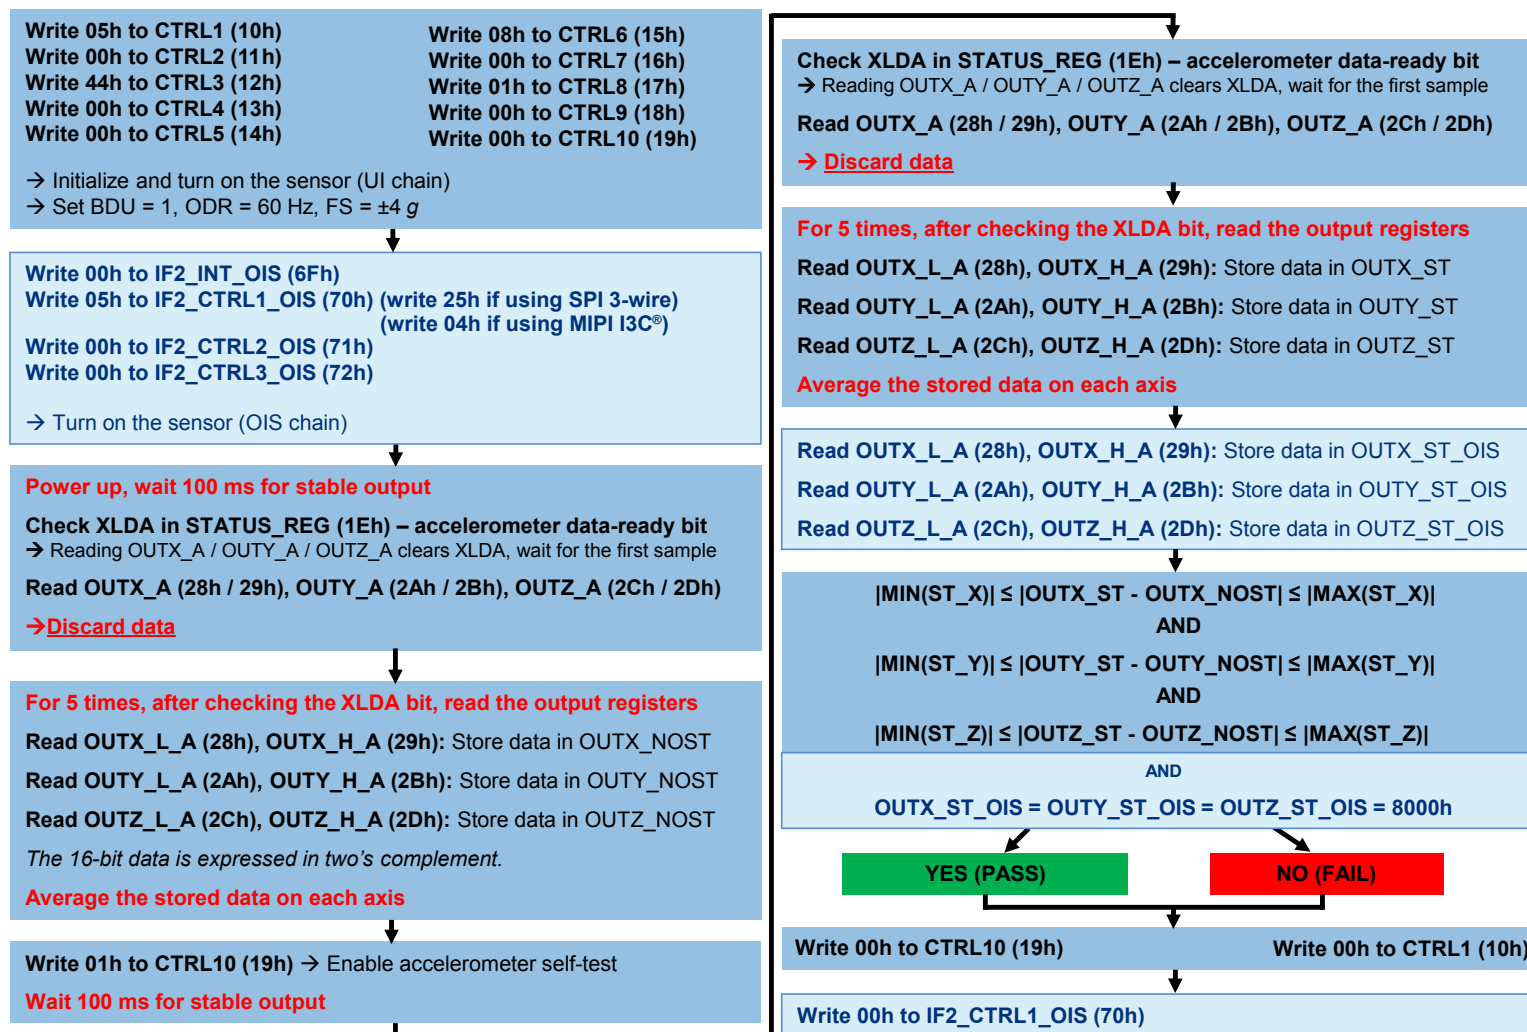 Write 05h to CTRL1 (10h)
Write 00h to CTRL2 (11h)
Write 44h to CTRL3 (12h)
Write 00h to CTRL4 (13h)
Write 00h to CTRL5 (14h)
Write 08h to CTRL6 (15h)
Write 00h to CTRL7 (16h)
Write 01h to CTRL8 (17h)
Write 00h to CTRL9 (18h)
Write 00h to CTRL10 (19h)
→ Initialize and turn on the sensor (UI chain)
→ Set BDU = 1, ODR = 60 Hz, FS = ±4 g
Write 00h to IF2_INT_OIS (6Fh)
Write 05h to IF2_CTRL1_OIS (70h) (write 25h if using SPI 3-wire)
(write 04h if using MIPI I3C®)
Write 00h to IF2_CTRL2_OIS (71h)
Write 00h to IF2_CTRL3_OIS (72h)
→ Turn on the sensor (OIS chain)
Power up, wait 100 ms for stable output
Check XLDA in STATUS_REG (1Eh) – accelerometer data-ready bit
→ Reading OUTX_A / OUTY_A / OUTZ_A clears XLDA, wait for the first sample
Read OUTX_A (28h / 29h), OUTY_A (2Ah / 2Bh), OUTZ_A (2Ch / 2Dh)
→Discard data
For 5 times, after checking the XLDA bit, read the output registers
Read OUTX_L_A (28h), OUTX_H_A (29h): Store data in OUTX_NOST
Read OUTY_L_A (2Ah), OUTY_H_A (2Bh): Store data in OUTY_NOST
Read OUTZ_L_A (2Ch), OUTZ_H_A (2Dh): Store data in OUTZ_NOST
The 16-bit data is expressed in two's complement.
Average the stored data on each axis
Write 01h to CTRL10 (19h) → Enable accelerometer self-test
Wait 100 ms for stable output
Check XLDA in STATUS_REG (1Eh) – accelerometer data-ready bit
→ Reading OUTX_A / OUTY_A / OUTZ_A clears XLDA, wait for the first sample
Read OUTX_A (28h / 29h), OUTY_A (2Ah / 2Bh), OUTZ_A (2Ch / 2Dh)
→ Discard data
For 5 times, after checking the XLDA bit, read the output registers
Read OUTX_L_A (28h), OUTX_H_A (29h): Store data in OUTX_ST
Read OUTY_L_A (2Ah), OUTY_H_A (2Bh): Store data in OUTY_ST
Read OUTZ_L_A (2Ch), OUTZ_H_A (2Dh): Store data in OUTZ_ST
Average the stored data on each axis
Read OUTX_L_A (28h), OUTX_H_A (29h): Store data in OUTX_ST_OIS
Read OUTY_L_A (2Ah), OUTY_H_A (2Bh): Store data in OUTY_ST_OIS
Read OUTZ_L_A (2Ch), OUTZ_H_A (2Dh): Store data in OUTZ_ST_OIS
|MIN(ST_X)| ≤ |OUTX_ST - OUTX_NOST| ≤ |MAX(ST_X)|
AND
|MIN(ST_Y)| ≤ |OUTY_ST - OUTY_NOST| ≤ |MAX(ST_Y)|
AND
|MIN(ST_Z)| ≤ |OUTZ_ST - OUTZ_NOST| ≤ |MAX(ST_Z)|
AND
OUTX_ST_OIS = OUTY_ST_OIS = OUTZ_ST_OIS = 8000h
YES (PASS)
NO (FAIL)
Write 00h to CTRL10 (19h)
Write 00h to CTRL1 (10h)
Write 00h to IF2_CTRL1_OIS (70h)